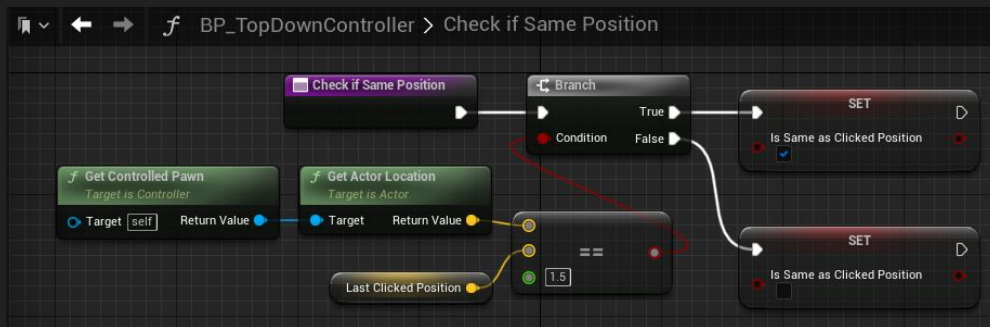 f BP_TopDownController > Check if Same Position
Check if Same Position
Branch
True
Condition
False
SET
Is Same as Clicked Position
f Get Controlled Pawn
Target is Controller
Target self Return Value
f Get Actor Location
Target is Actor
Target Return Value
==
1.5
Last Clicked Position
SET
Is Same as Clicked Position